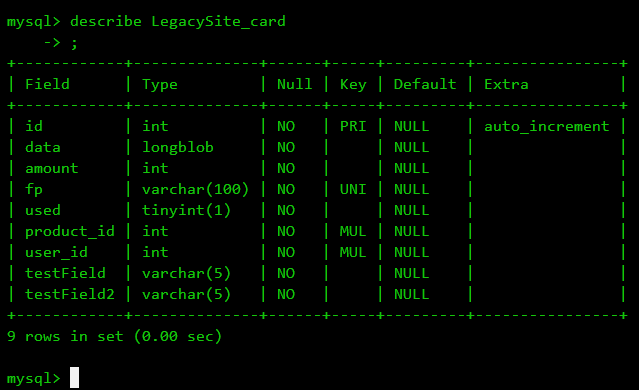 mysql> describe LegacySite_card
    -> ;
+------------+--------------+------+-----+---------+----------------+
| Field      | Type         | Null | Key | Default | Extra          |
+------------+--------------+------+-----+---------+----------------+
| id         | int          | NO   | PRI | NULL    | auto_increment |
| data       | longblob     | NO   |     | NULL    |                |
| amount     | int          | NO   |     | NULL    |                |
| fp         | varchar(100) | NO   | UNI | NULL    |                |
| used       | tinyint(1)   | NO   |     | NULL    |                |
| product_id | int          | NO   | MUL | NULL    |                |
| user_id    | int          | NO   | MUL | NULL    |                |
| testField  | varchar(5)   | NO   |     | NULL    |                |
| testField2 | varchar(5)   | NO   |     | NULL    |                |
+------------+--------------+------+-----+---------+----------------+
9 rows in set (0.00 sec)

mysql>